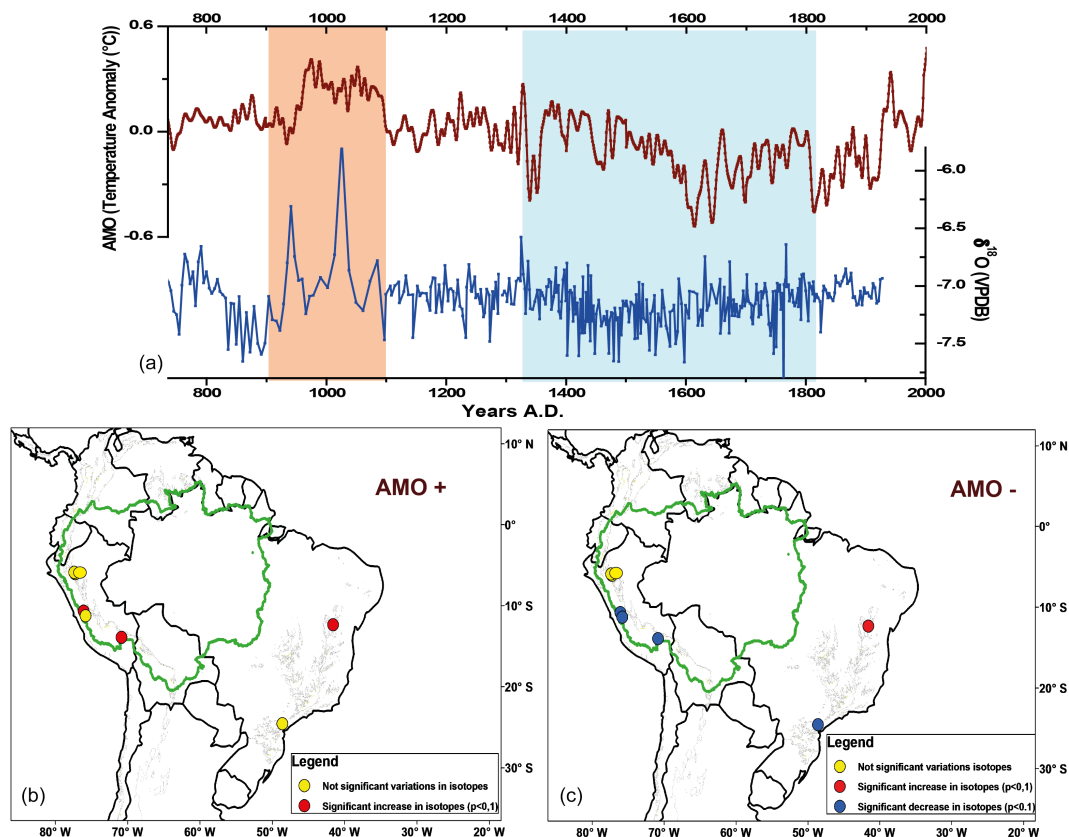 800 1000 1200 1400 1600 1800 2000
0.6
0.0
-0.6
AMO (Temperature Anomaly (°C))
-6.0
-6.5
-7.0
-7.5
δ18O (VPDB)
(a)
800 1000 1200 1400 1600 1800 2000
Years A.D.
AMO +
10° N
0°
10° S
20° S
30° S
Legend
Not significant variations in isotopes
Significant increase in isotopes (p<0,1)
(b)
80° W 70° W 60° W 50° W 40° W 30° W 20° W
AMO -
10° N
0°
10° S
20° S
30° S
Legend
Not significant variations isotopes
Significant increase in isotopes (p<0,1)
Significant decrease in isotopes (p<0.1)
(c)
80° W 70° W 60° W 50° W 40° W 30° W 20° W